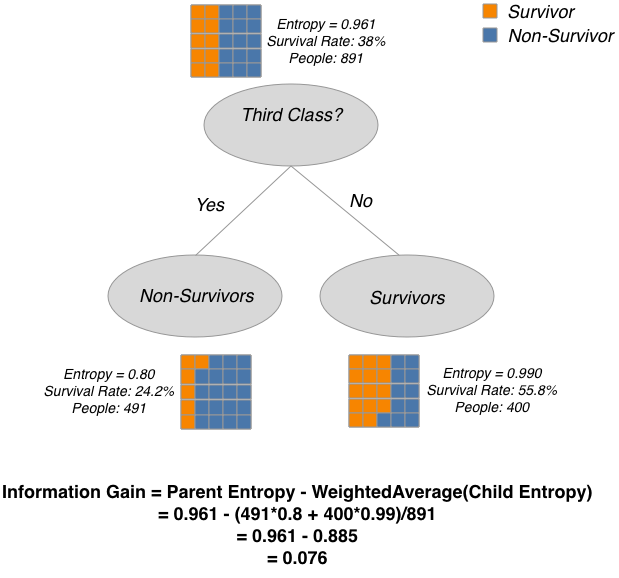 Survivor
Non-Survivor
Entropy = 0.961
Survival Rate: 38%
People: 891
Third Class?
Yes
No
Non-Survivors
Survivors
Entropy = 0.80
Survival Rate: 24.2%
People: 491
Entropy = 0.990
Survival Rate: 55.8%
People: 400
Information Gain = Parent Entropy - WeightedAverage(Child Entropy)
= 0.961 - (491*0.8 + 400*0.99)/891
= 0.961 - 0.885
= 0.076